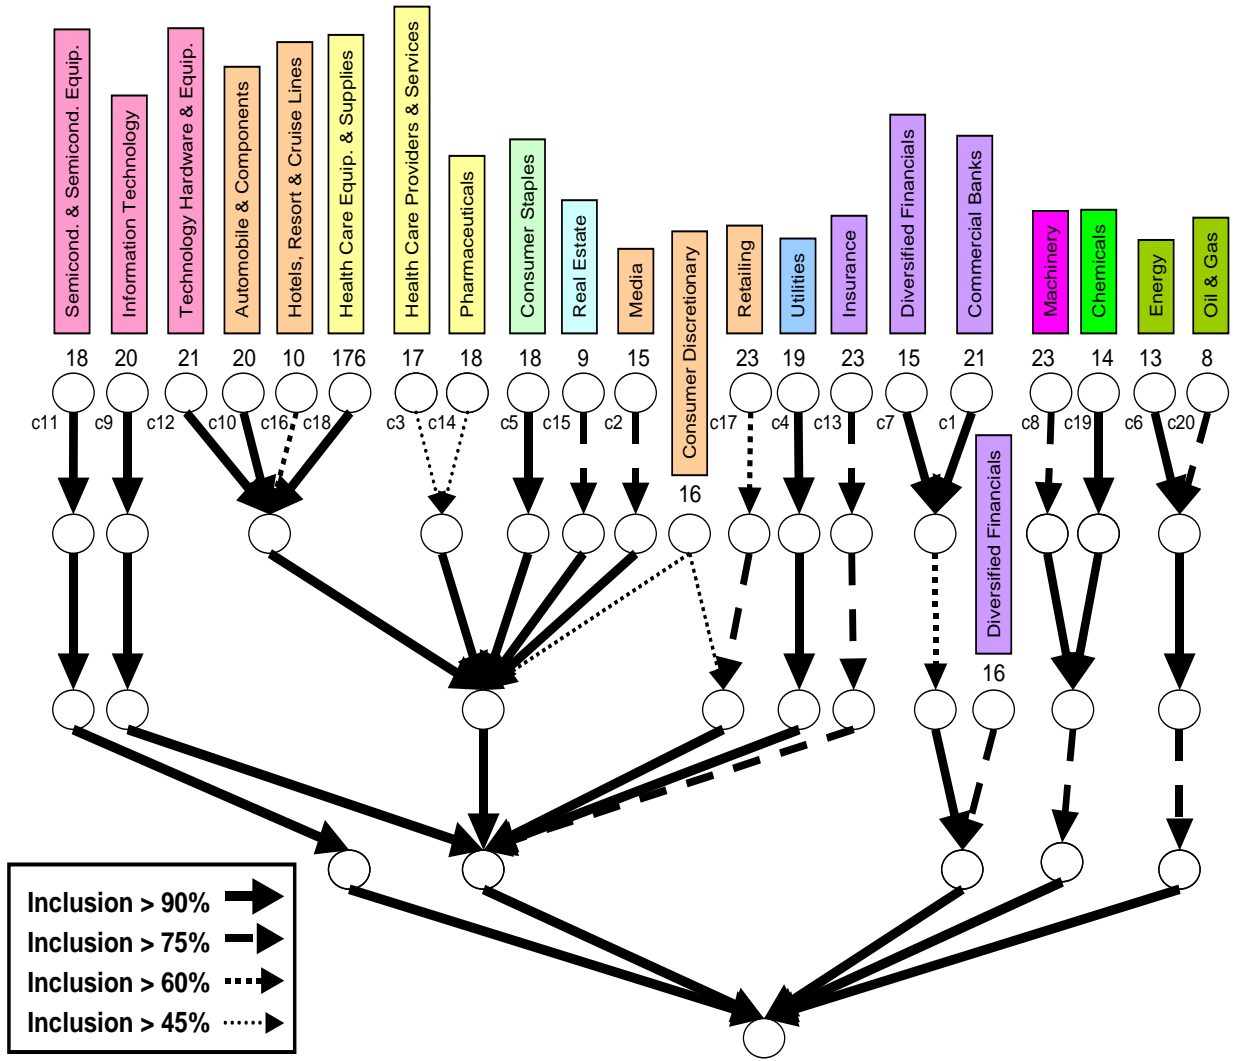 Semicond. & Semicond. Equip.
Information Technology
Technology Hardware & Equip.
Automobile & Components
Hotels, Resort & Cruise Lines
Health Care Equip. & Supplies
Health Care Providers & Services
Pharmaceuticals
Consumer Staples
Real Estate
Media
Consumer Discretionary
Retailing
Utilities
Insurance
Diversified Financials
Commercial Banks
Machinery
Chemicals
Energy
Oil & Gas
18 20 21 20 10 176 17 18 18 9 15 23 19 23 15 21 23 14 13 8
c11 c9 c12 c10 c16 c18 c3 c14 c5 c15 c2 c17 c4 c13 c7 c1 c8 c19 c6 c20
16
Diversified Financials
16
Inclusion > 90%
Inclusion > 75%
Inclusion > 60%
Inclusion > 45%